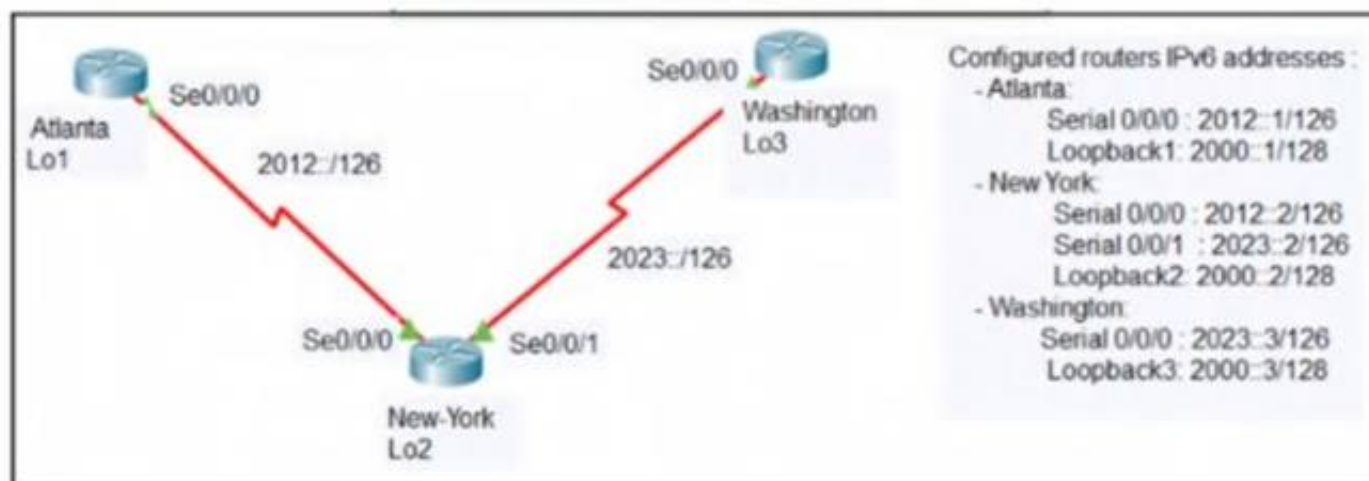 Se0/0/0
Atlanta
Lo1
2012::/126
Se0/0/0
Washington
Lo3
2023::/126
Se0/0/0
Se0/0/1
New-York
Lo2
Configured routers IPv6 addresses :
- Atlanta:
Serial 0/0/0 : 2012::1/126
Loopback1: 2000::1/128
- New York:
Serial 0/0/0 : 2012::2/126
Serial 0/0/1 : 2023::2/126
Loopback2: 2000::2/128
- Washington:
Serial 0/0/0 : 2023::3/126
Loopback3: 2000::3/128